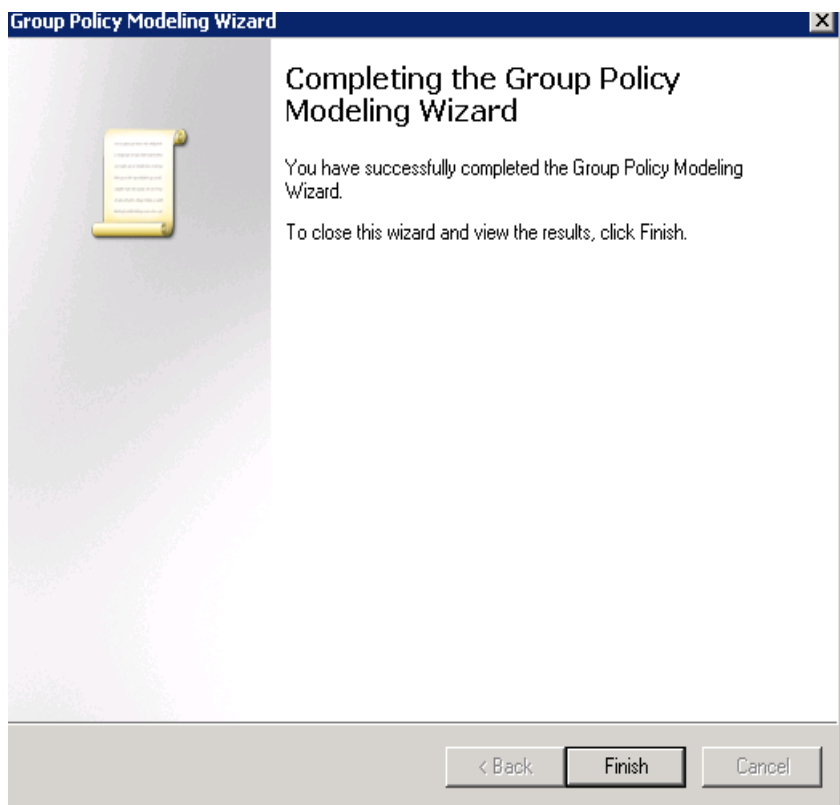 Group Policy Modeling Wizard
Completing the Group Policy
Modeling Wizard
You have successfully completed the Group Policy Modeling
Wizard.
To close this wizard and view the results, click Finish.
< Back
Finish
Cancel